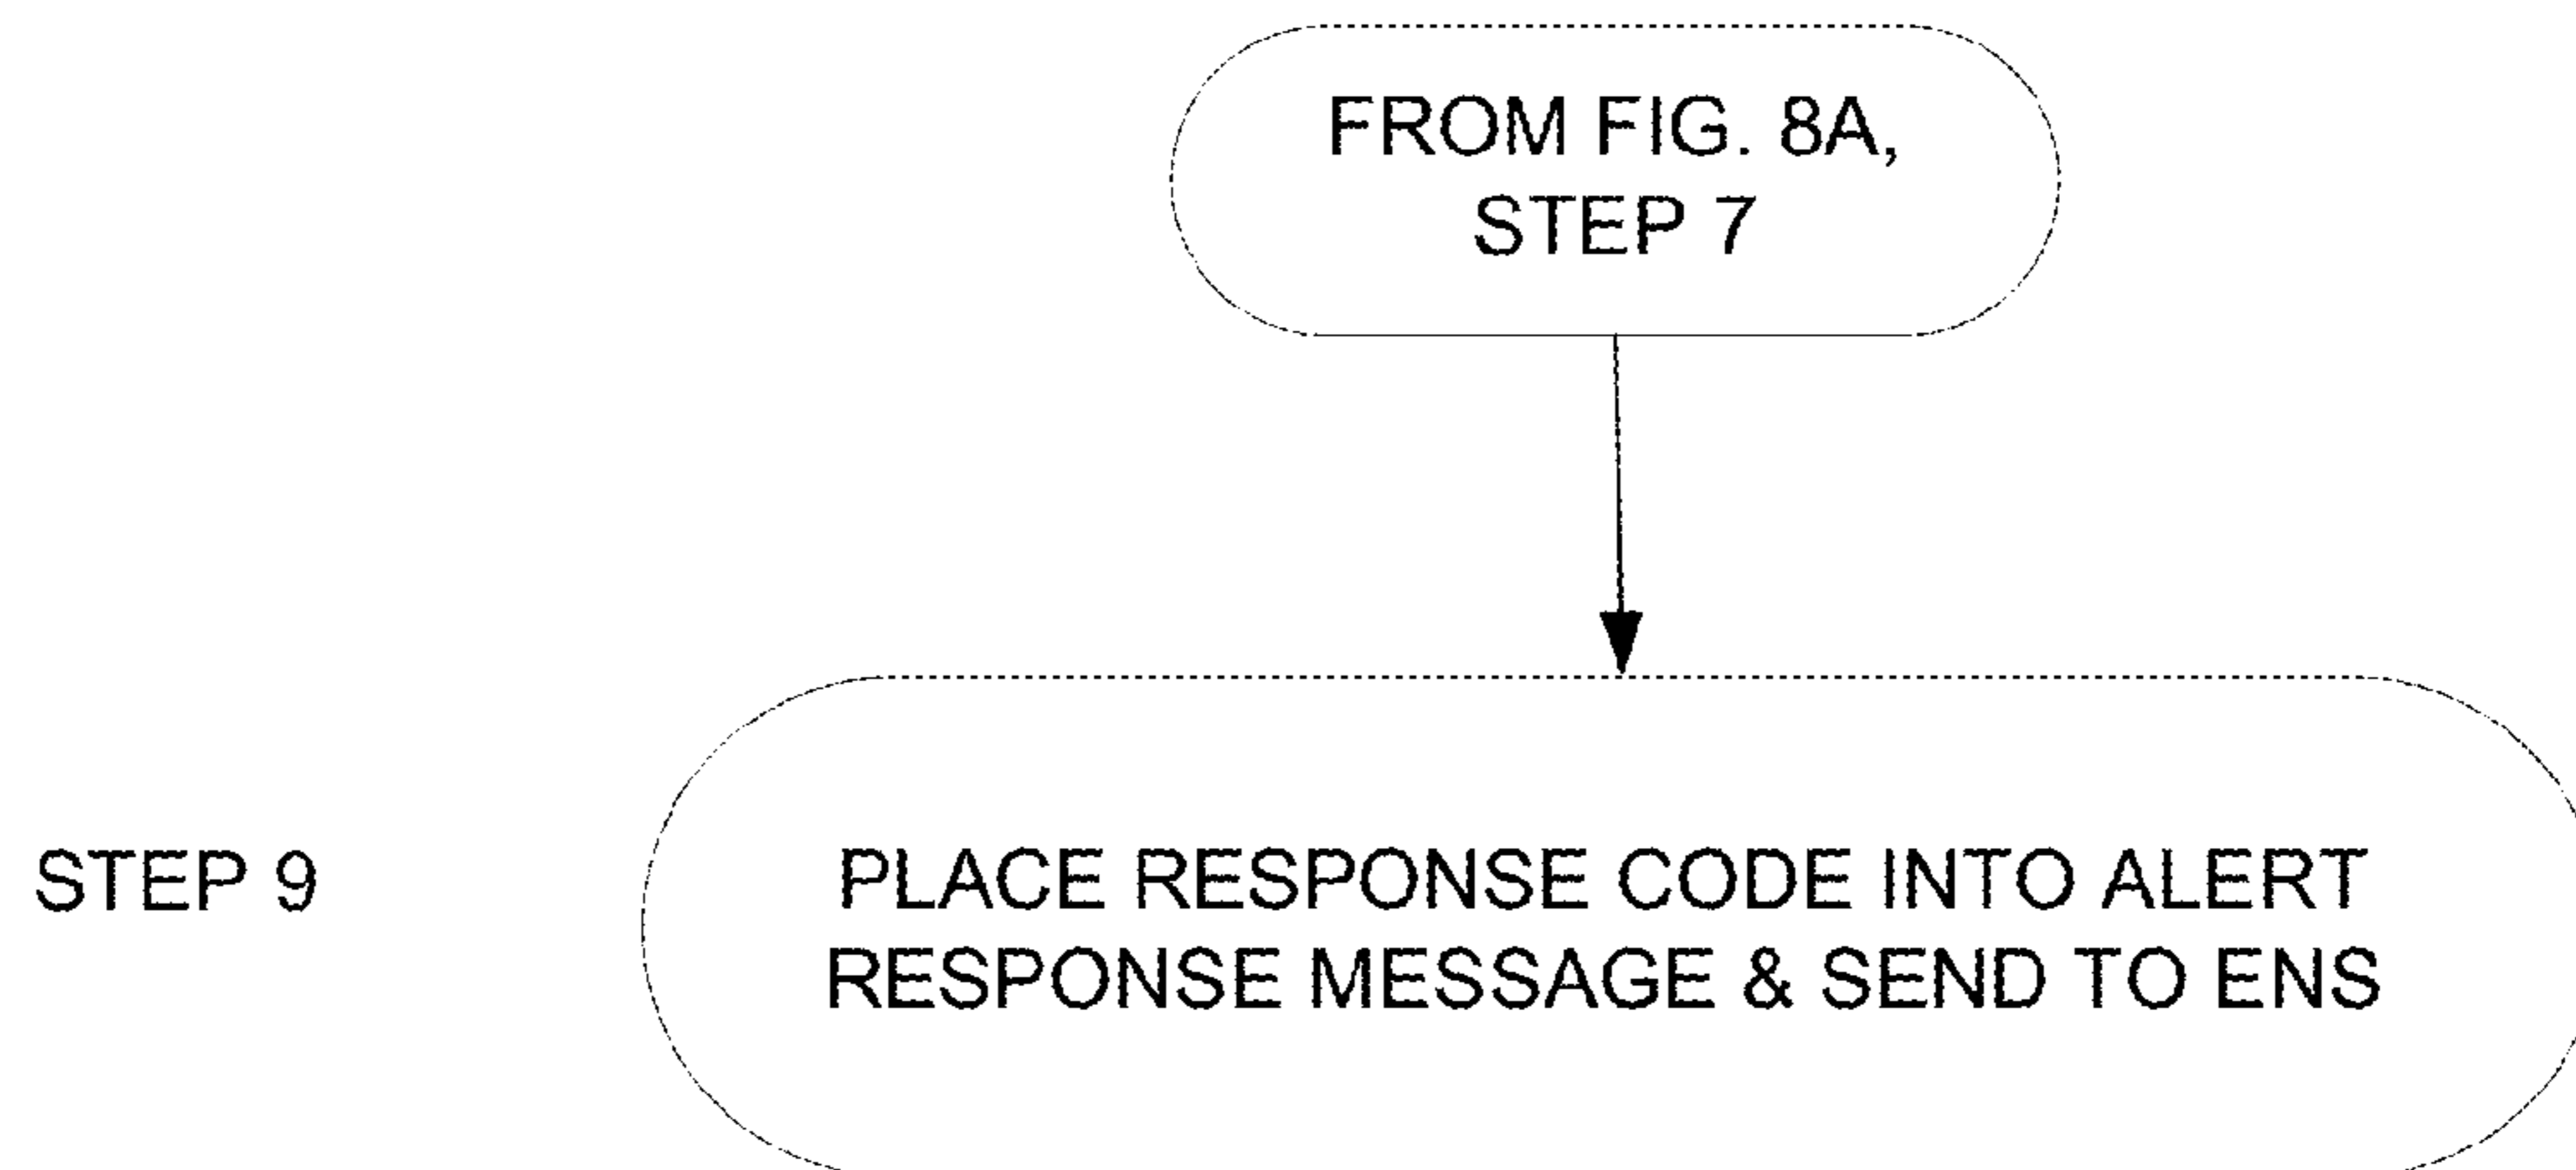 FROM FIG. 8A,
STEP 7
STEP 9
PLACE RESPONSE CODE INTO ALERT
RESPONSE MESSAGE & SEND TO ENS